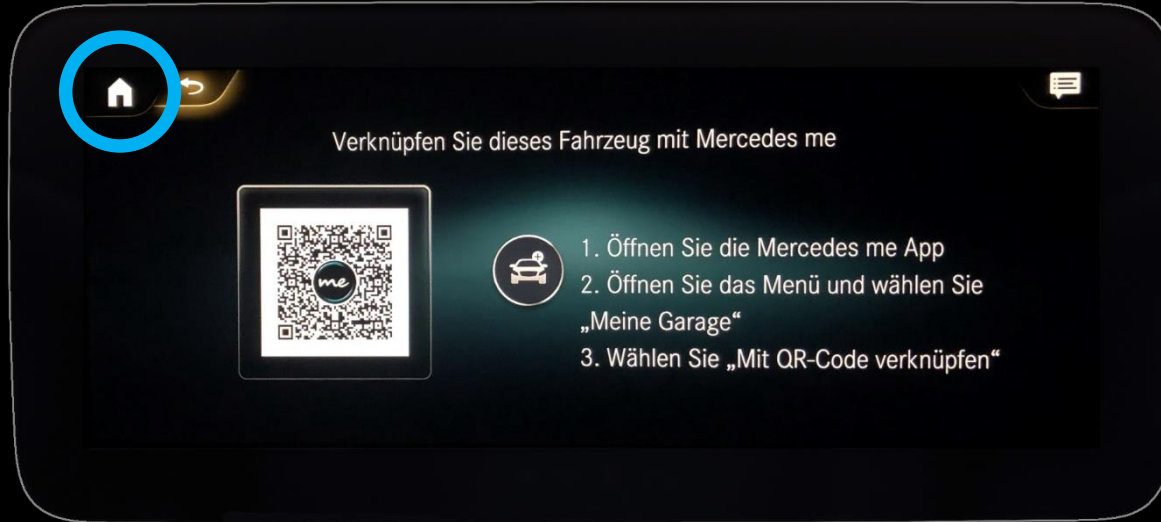 Verknüpfen Sie dieses Fahrzeug mit Mercedes me
me
1. Öffnen Sie die Mercedes me App
2. Öffnen Sie das Menü und wählen Sie
„Meine Garage“
3. Wählen Sie „Mit QR-Code verknüpfen“